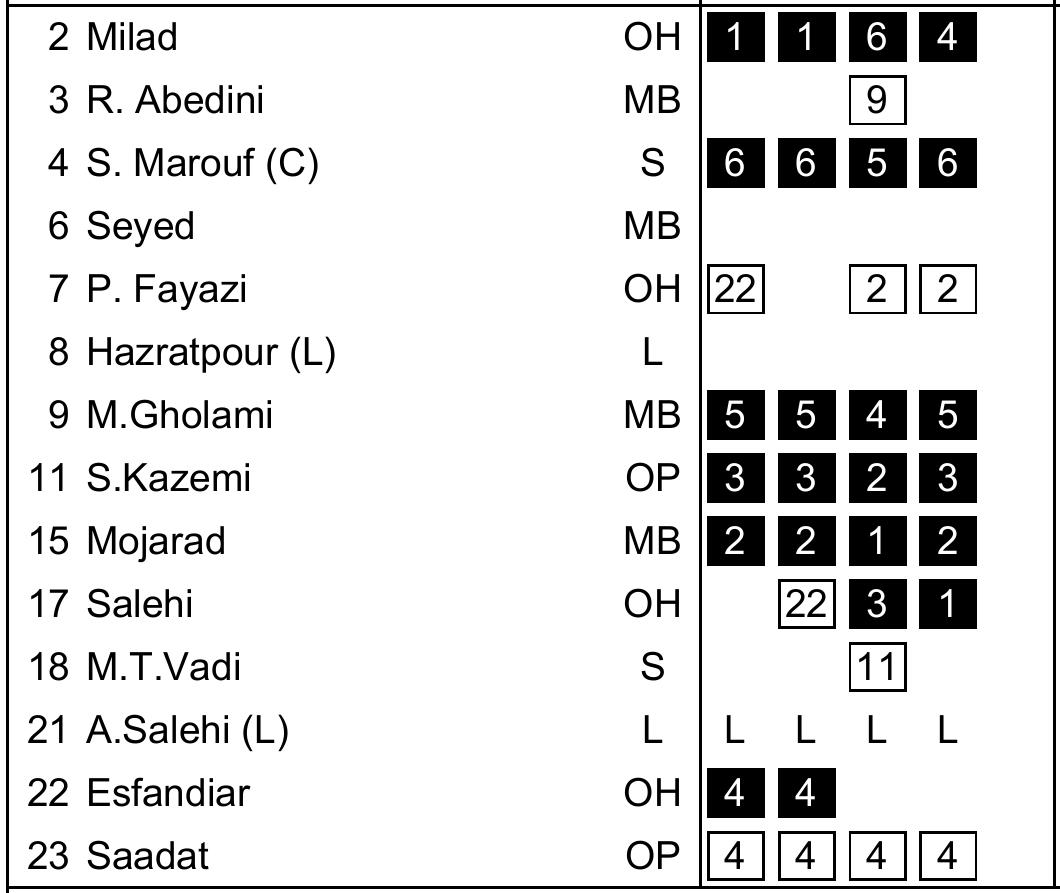 2 Milad OH 1 1 6 4
3 R. Abedini MB 9
4 S. Marouf (C) S 6 6 5 6
6 Seyed MB
7 P. Fayazi OH 22 2 2
8 Hazratpour (L) L
9 M.Gholami MB 5 5 4 5
11 S.Kazemi OP 3 3 2 3
15 Mojarad MB 2 2 1 2
17 Salehi OH 22 3 1
18 M.T.Vadi S 11
21 A.Salehi (L) L L L L L
22 Esfandiar OH 4 4
23 Saadat OP 4 4 4 4